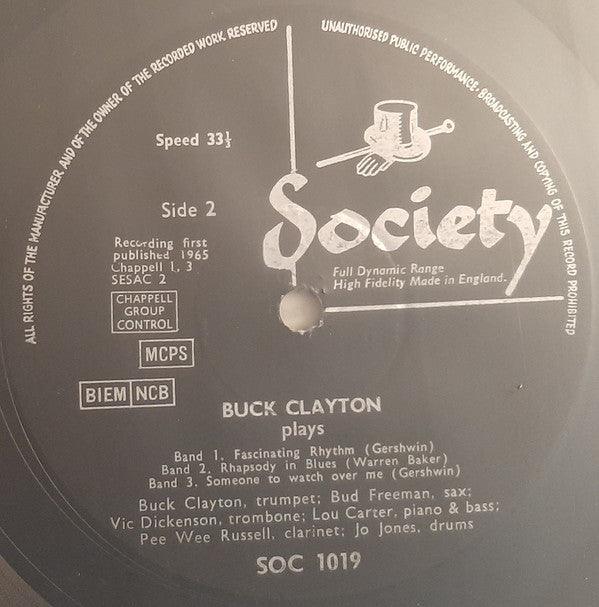 ALL RIGHTS OF THE MANUFACTURER AND OF THE OWNER OF THE RECORDED WORK RESERVED
UNAUTHORISED PUBLIC PERFORMANCE, BROADCASTING AND COPYING OF THIS RECORD PROHIBITED
Speed 33⅓
Side 2
Society
Recording first
published 1965
Chappell 1, 3
SESAC 2
Full Dynamic Range
High Fidelity Made in England.
CHAPPELL
GROUP
CONTROL
MCPS
BIEM NCB
BUCK CLAYTON
plays
Band 1. Fascinating Rhythm (Gershwin)
Band 2. Rhapsody in Blues (Warren Baker)
Band 3. Someone to watch over me (Gershwin)
Buck Clayton, trumpet; Bud Freeman, sax;
Vic Dickenson, trombone; Lou Carter, piano & bass;
Pee Wee Russell, clarinet; Jo Jones, drums
SOC 1019